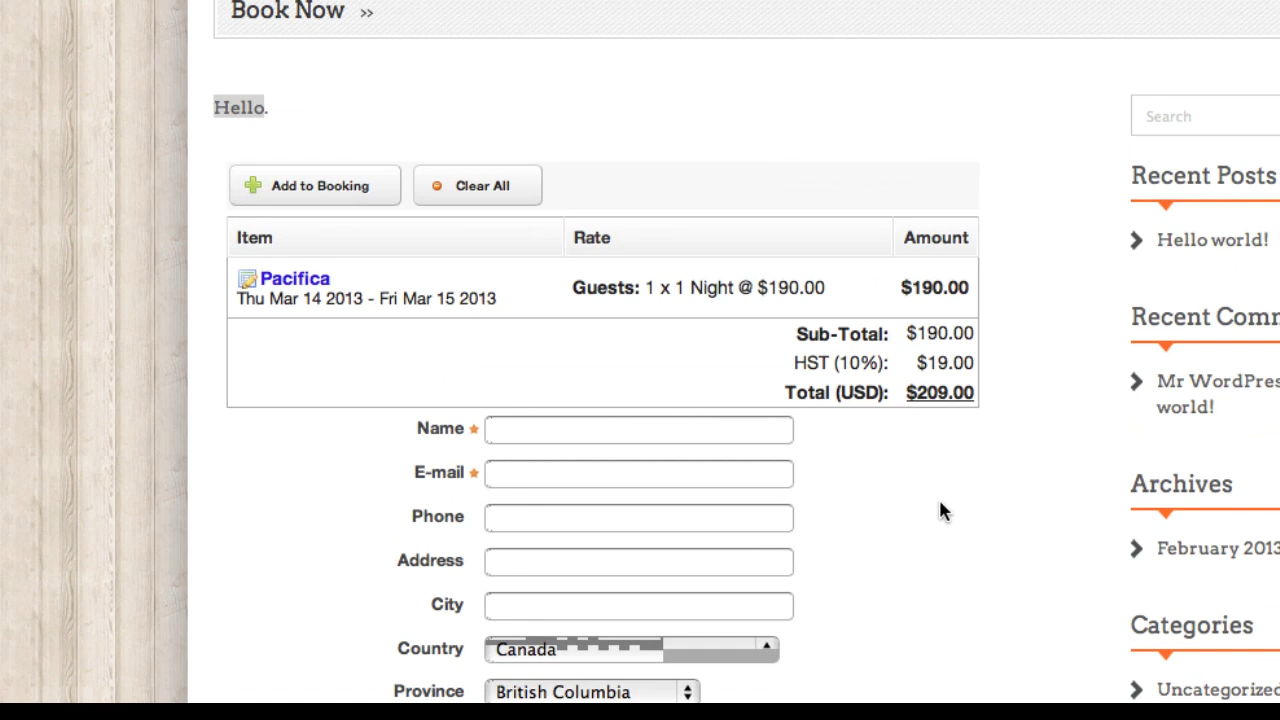 Book Now >>
Hello.
Search
Add to Booking
Clear All
Item Rate Amount
Pacifica
Thu Mar 14 2013 - Fri Mar 15 2013
Guests: 1 x 1 Night @ $190.00
$190.00
Sub-Total: $190.00
HST (10%): $19.00
Total (USD): $209.00
Name
E-mail
Phone
Address
City
Country Canada
Province British Columbia
Recent Posts
Hello world!
Recent Comm
Mr WordPres
world!
Archives
February 2013
Categories
Uncategorized